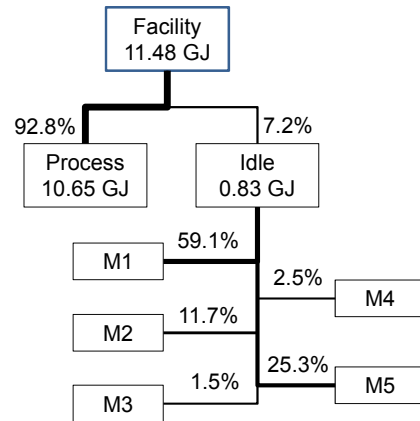 Facility
11.48 GJ
92.8%
7.2%
Process
10.65 GJ
Idle
0.83 GJ
59.1%
M1
2.5%
M4
11.7%
M2
25.3%
M5
1.5%
M3